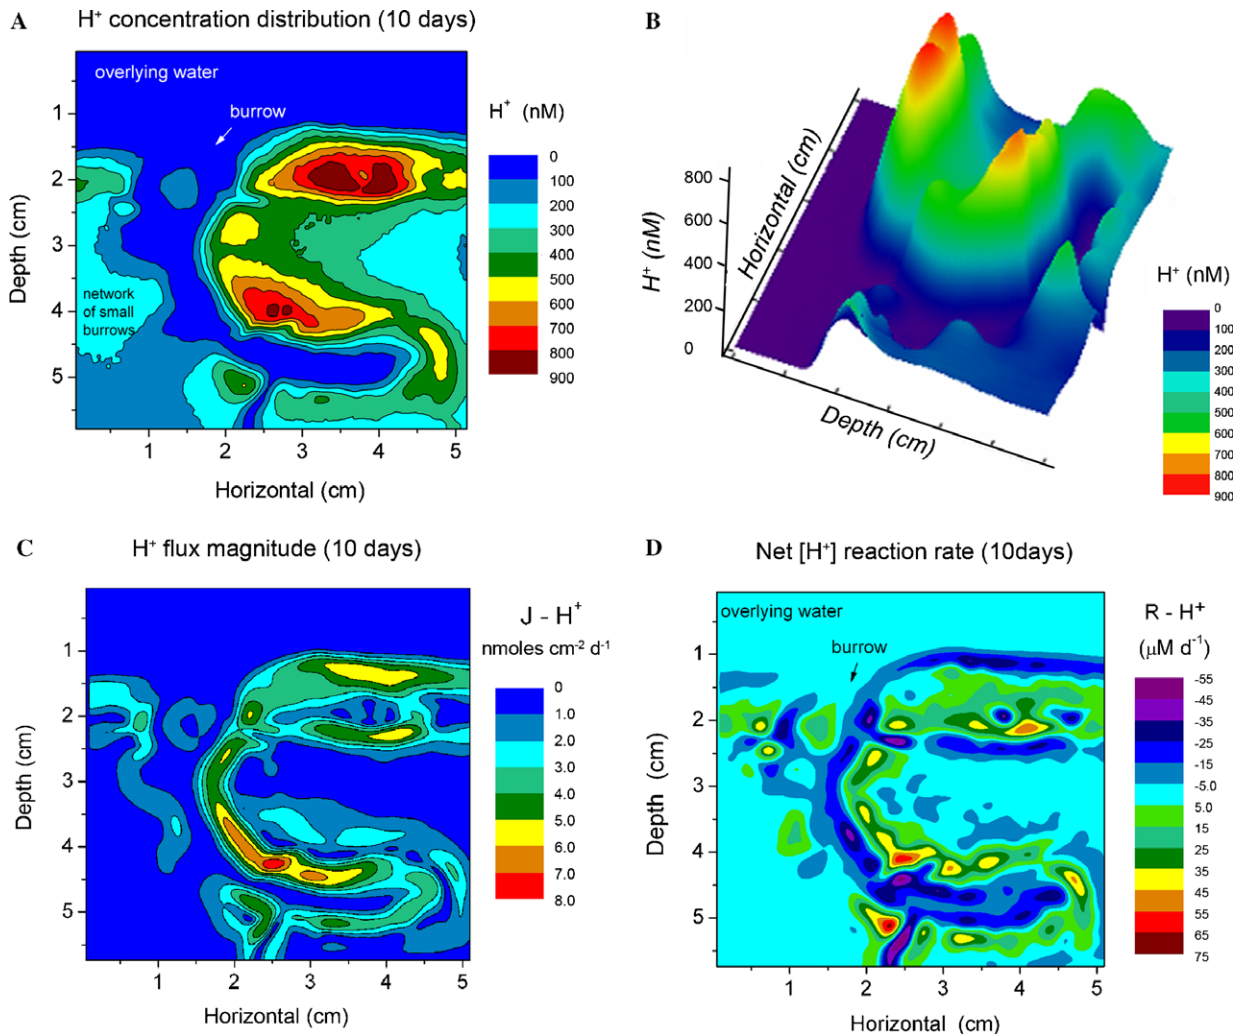 A
H⁺ concentration distribution (10 days)
overlying water
burrow
network
of small
burrows
Depth (cm)
1
2
3
4
5
1
2
3
4
5
Horizontal (cm)
H⁺ (nM)
0
100
200
300
400
500
600
700
800
900
B
H⁺ (nM)
800
600
400
200
0
Horizontal (cm)
Depth (cm)
H⁺ (nM)
0
100
200
300
400
500
600
700
800
900
C
H⁺ flux magnitude (10 days)
Depth (cm)
1
2
3
4
5
1
2
3
4
5
Horizontal (cm)
J - H⁺
nmoles cm⁻² d⁻¹
0
1.0
2.0
3.0
4.0
5.0
6.0
7.0
8.0
D
Net [H⁺] reaction rate (10days)
overlying water
burrow
Depth (cm)
1
2
3
4
5
1
2
3
4
5
Horizontal (cm)
R - H⁺
(μM d⁻¹)
-55
-45
-35
-25
-15
-5.0
5.0
15
25
35
45
55
65
75